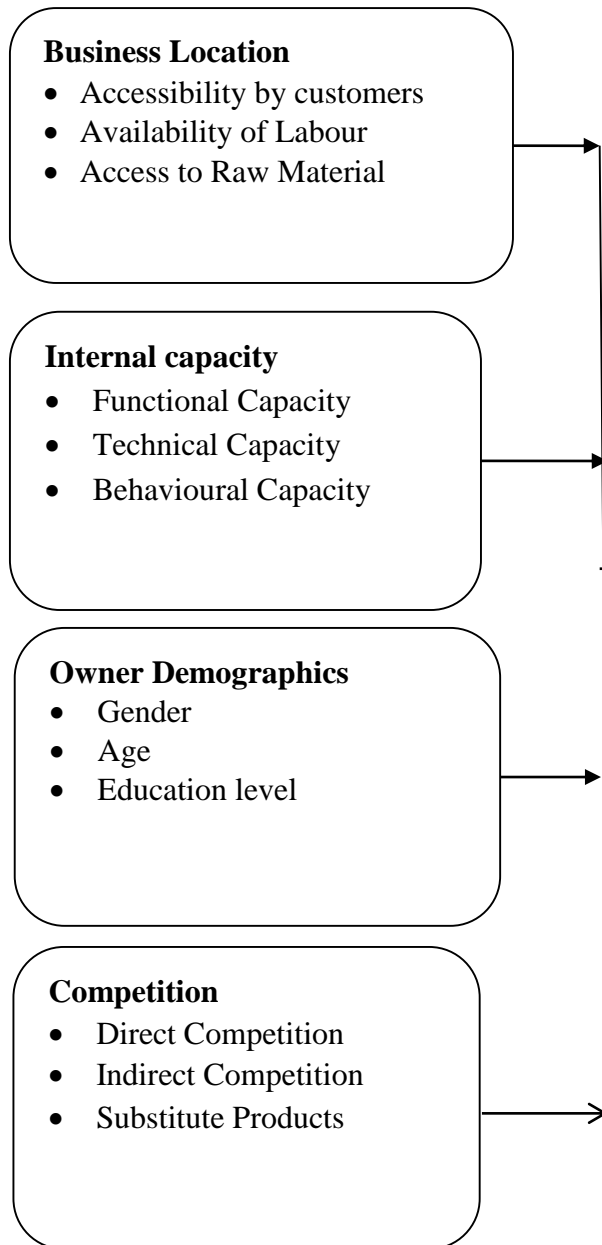 Business Location
• Accessibility by customers
• Availability of Labour
• Access to Raw Material
Internal capacity
• Functional Capacity
• Technical Capacity
• Behavioural Capacity
Owner Demographics
• Gender
• Age
• Education level
Competition
• Direct Competition
• Indirect Competition
• Substitute Products